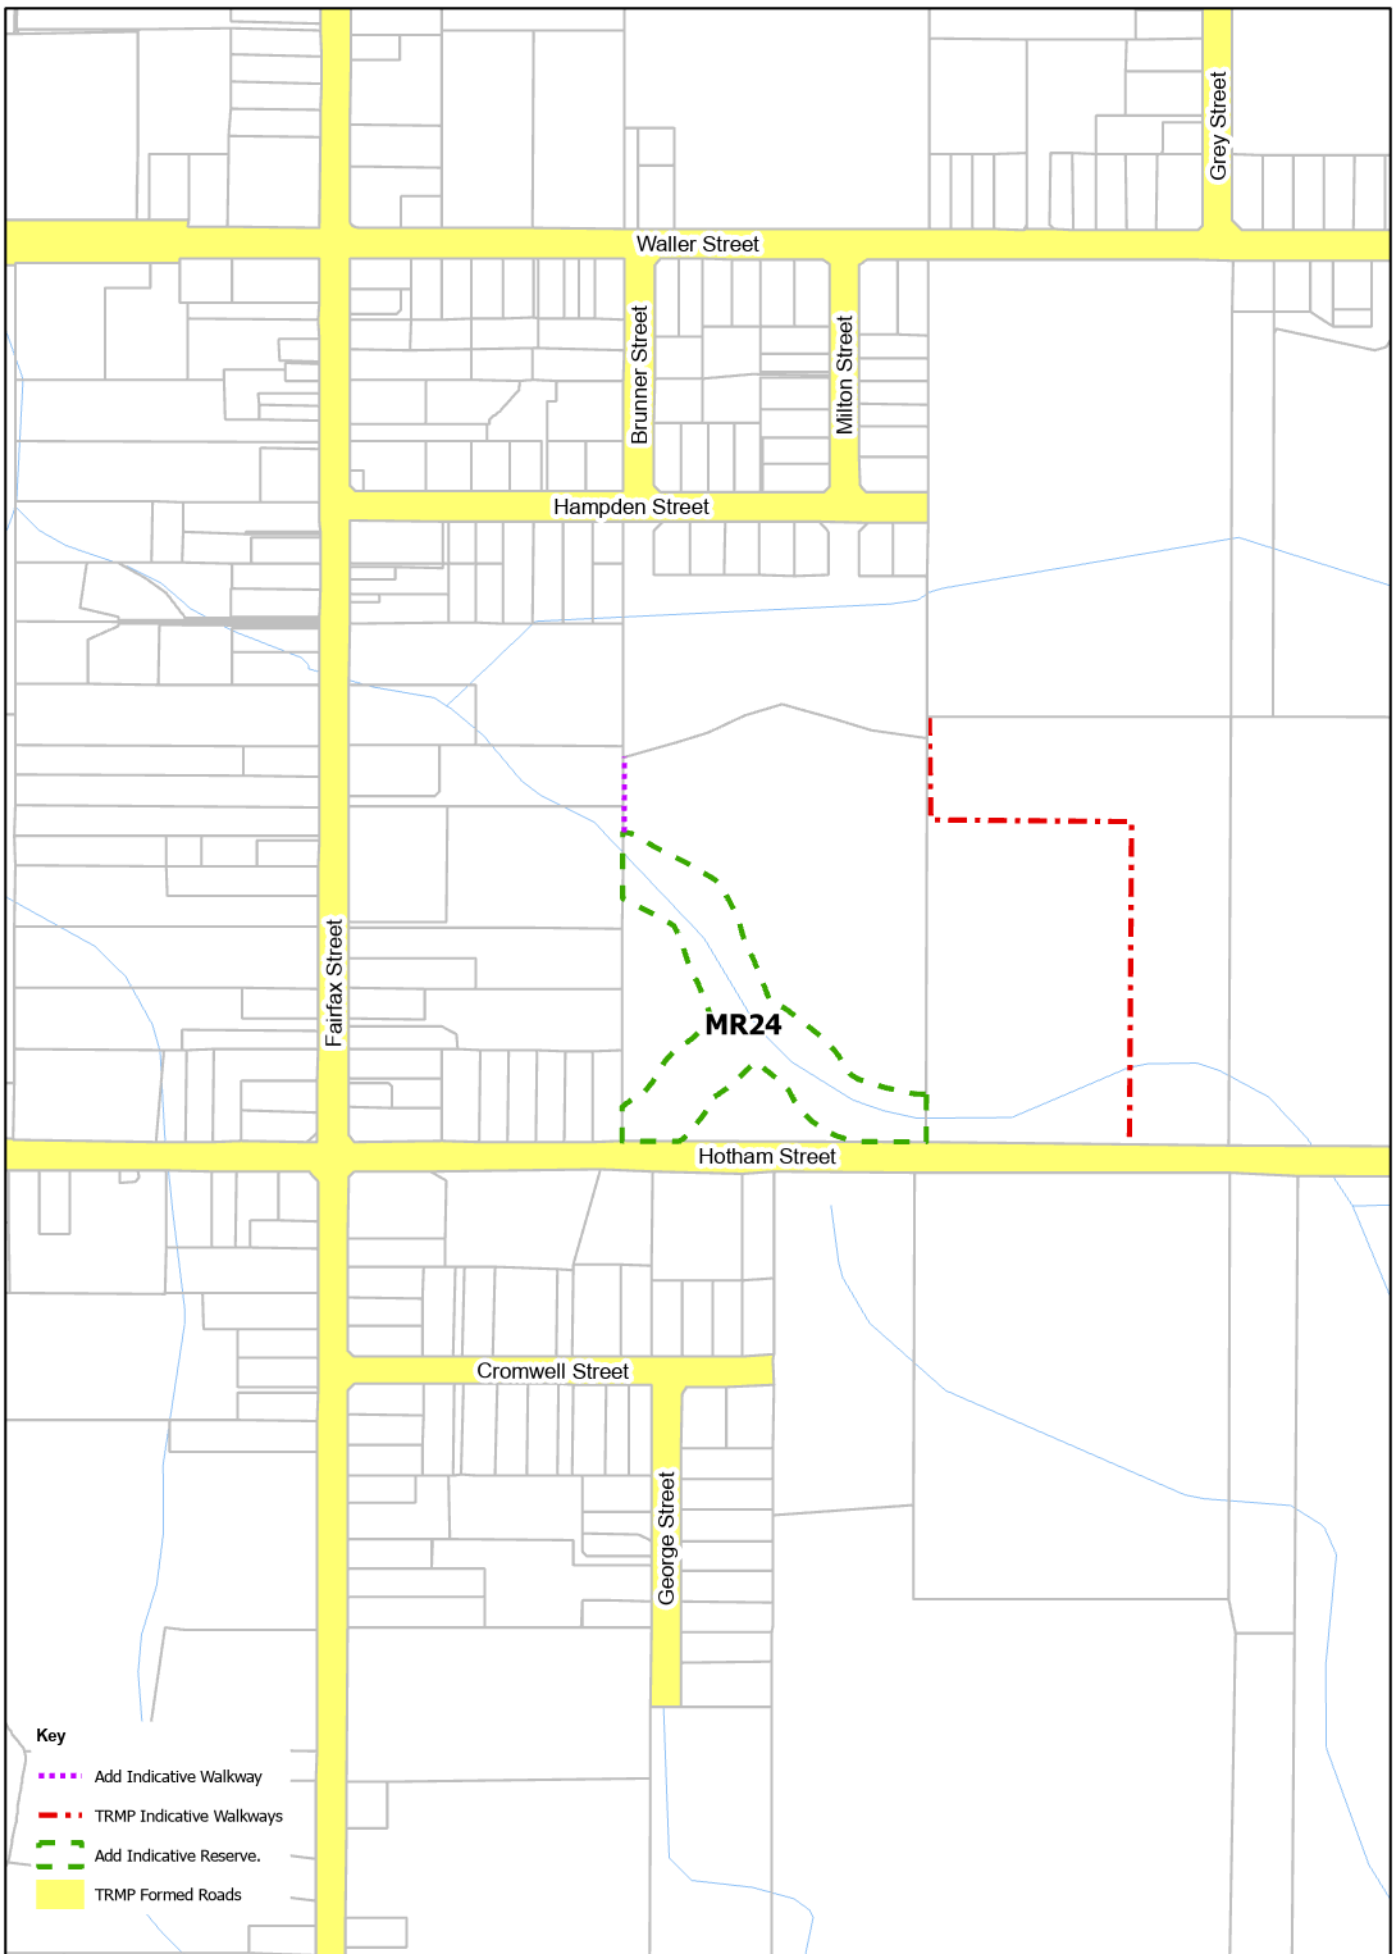 Grey Street
Waller Street
Brunner Street
Milton Street
Hampden Street
Fairfax Street
MR24
Hotham Street
Cromwell Street
George Street
Key
Add Indicative Walkway
TRMP Indicative Walkways
Add Indicative Reserve.
TRMP Formed Roads